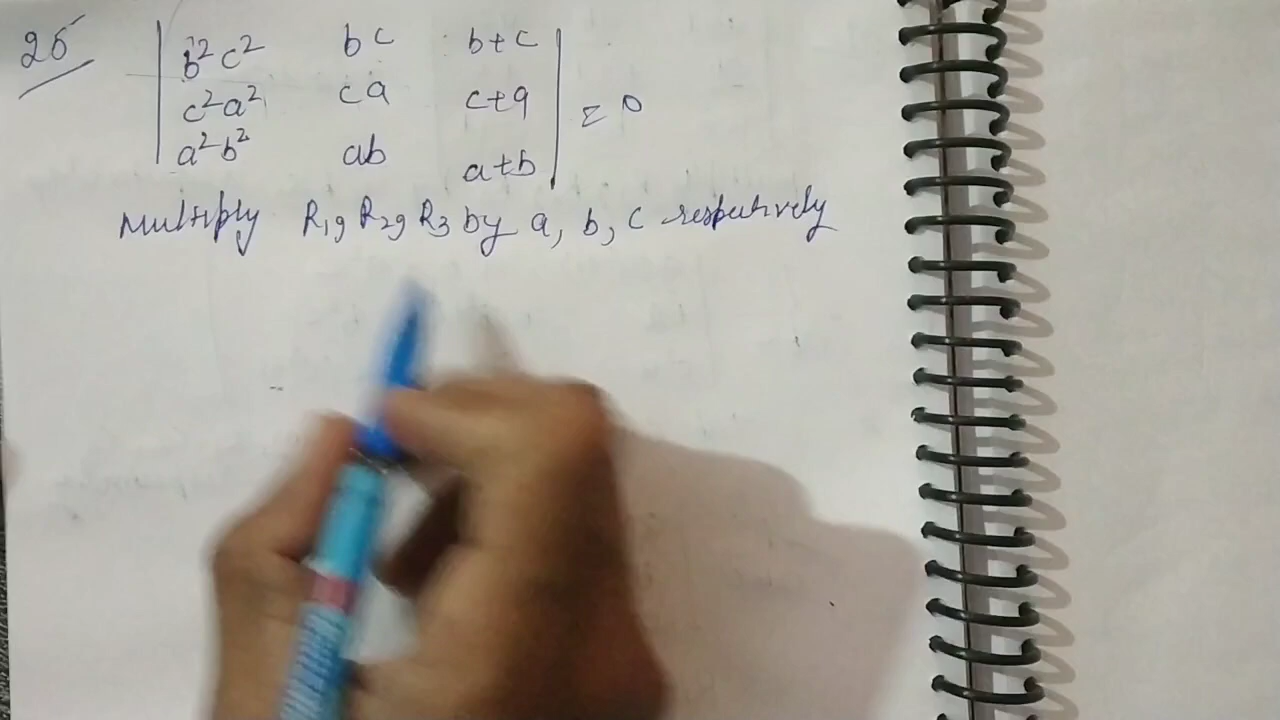 26
| b²c² bc b+c |
| c²a² ca c+a | = 0
| a²b² ab a+b |
Multiply R1, R2, R3 by a, b, c respectively